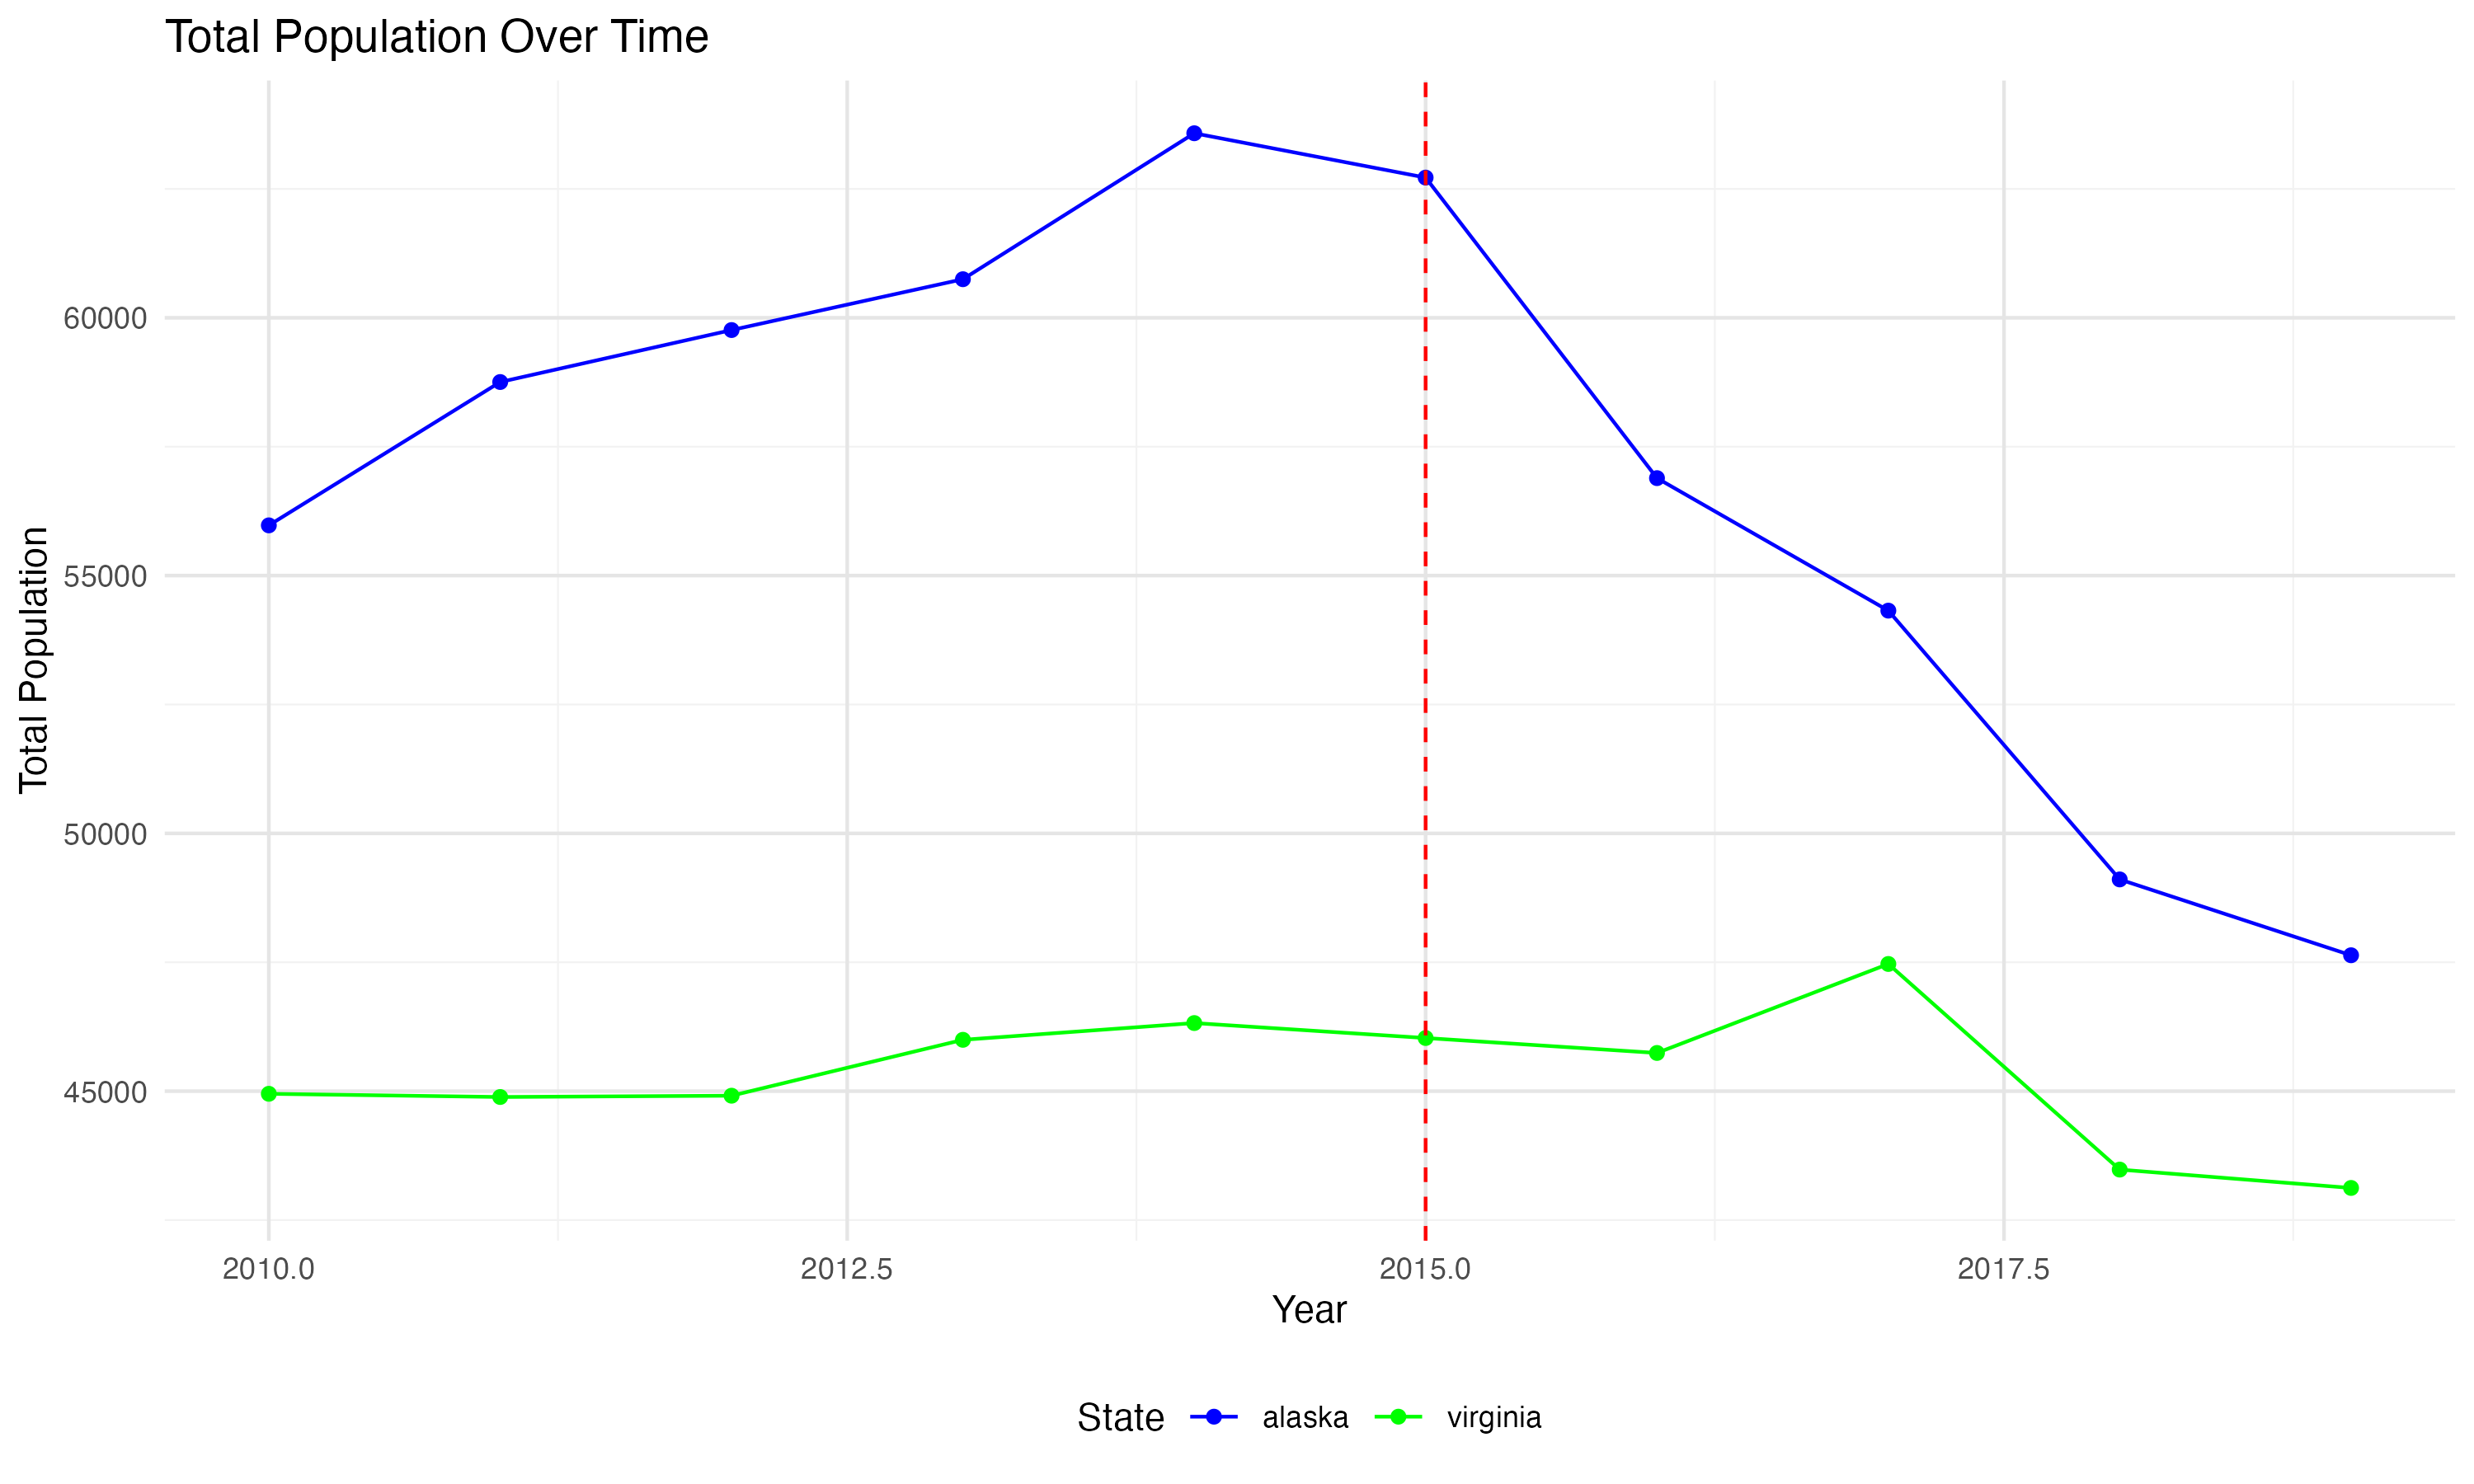 Total Population Over Time
Total Population
60000
55000
50000
45000
2010.0 2012.5 2015.0 2017.5
Year
State alaska virginia